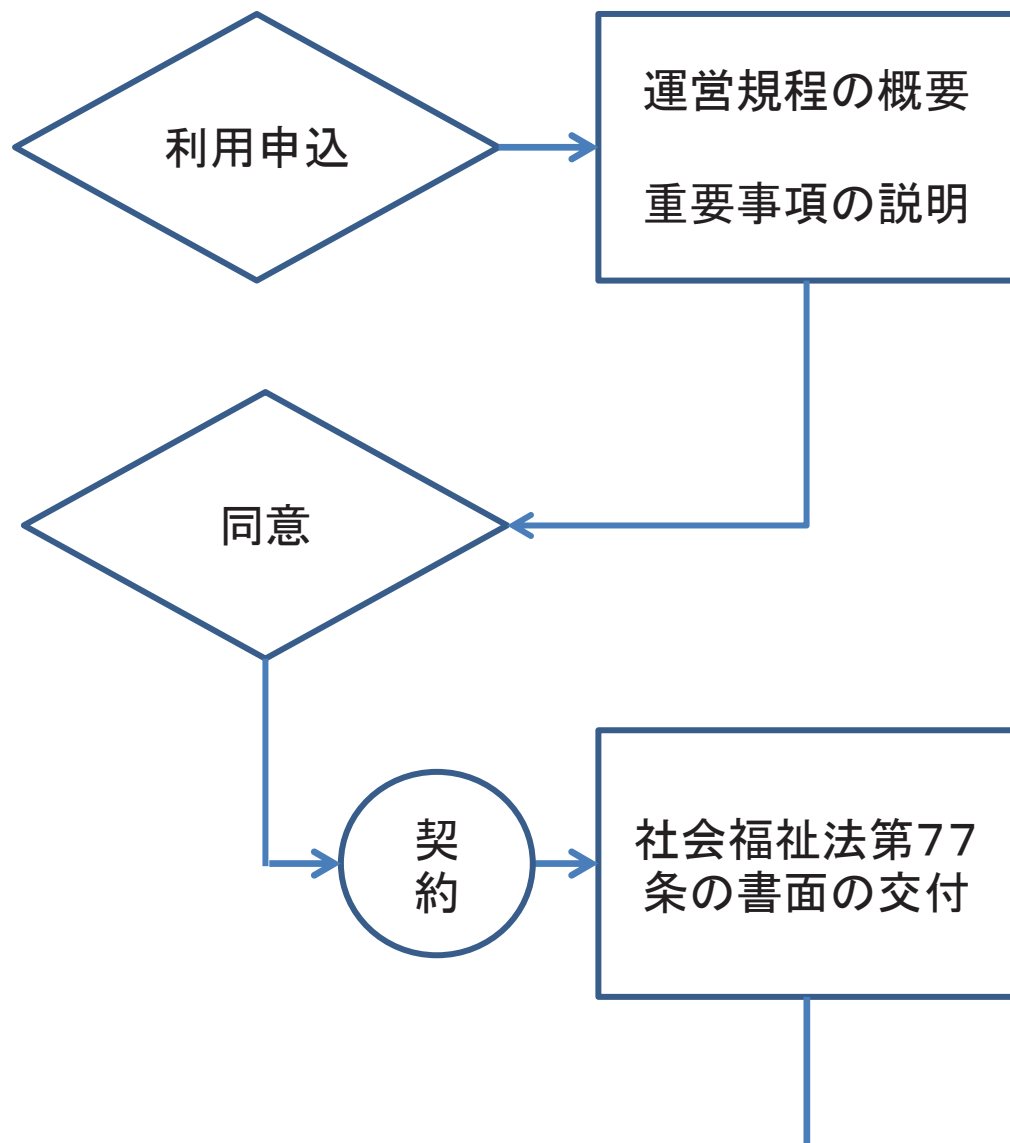 利用申込
運営規程の概要
重要事項の説明
同意
契
約
社会福祉法第77
条の書面の交付